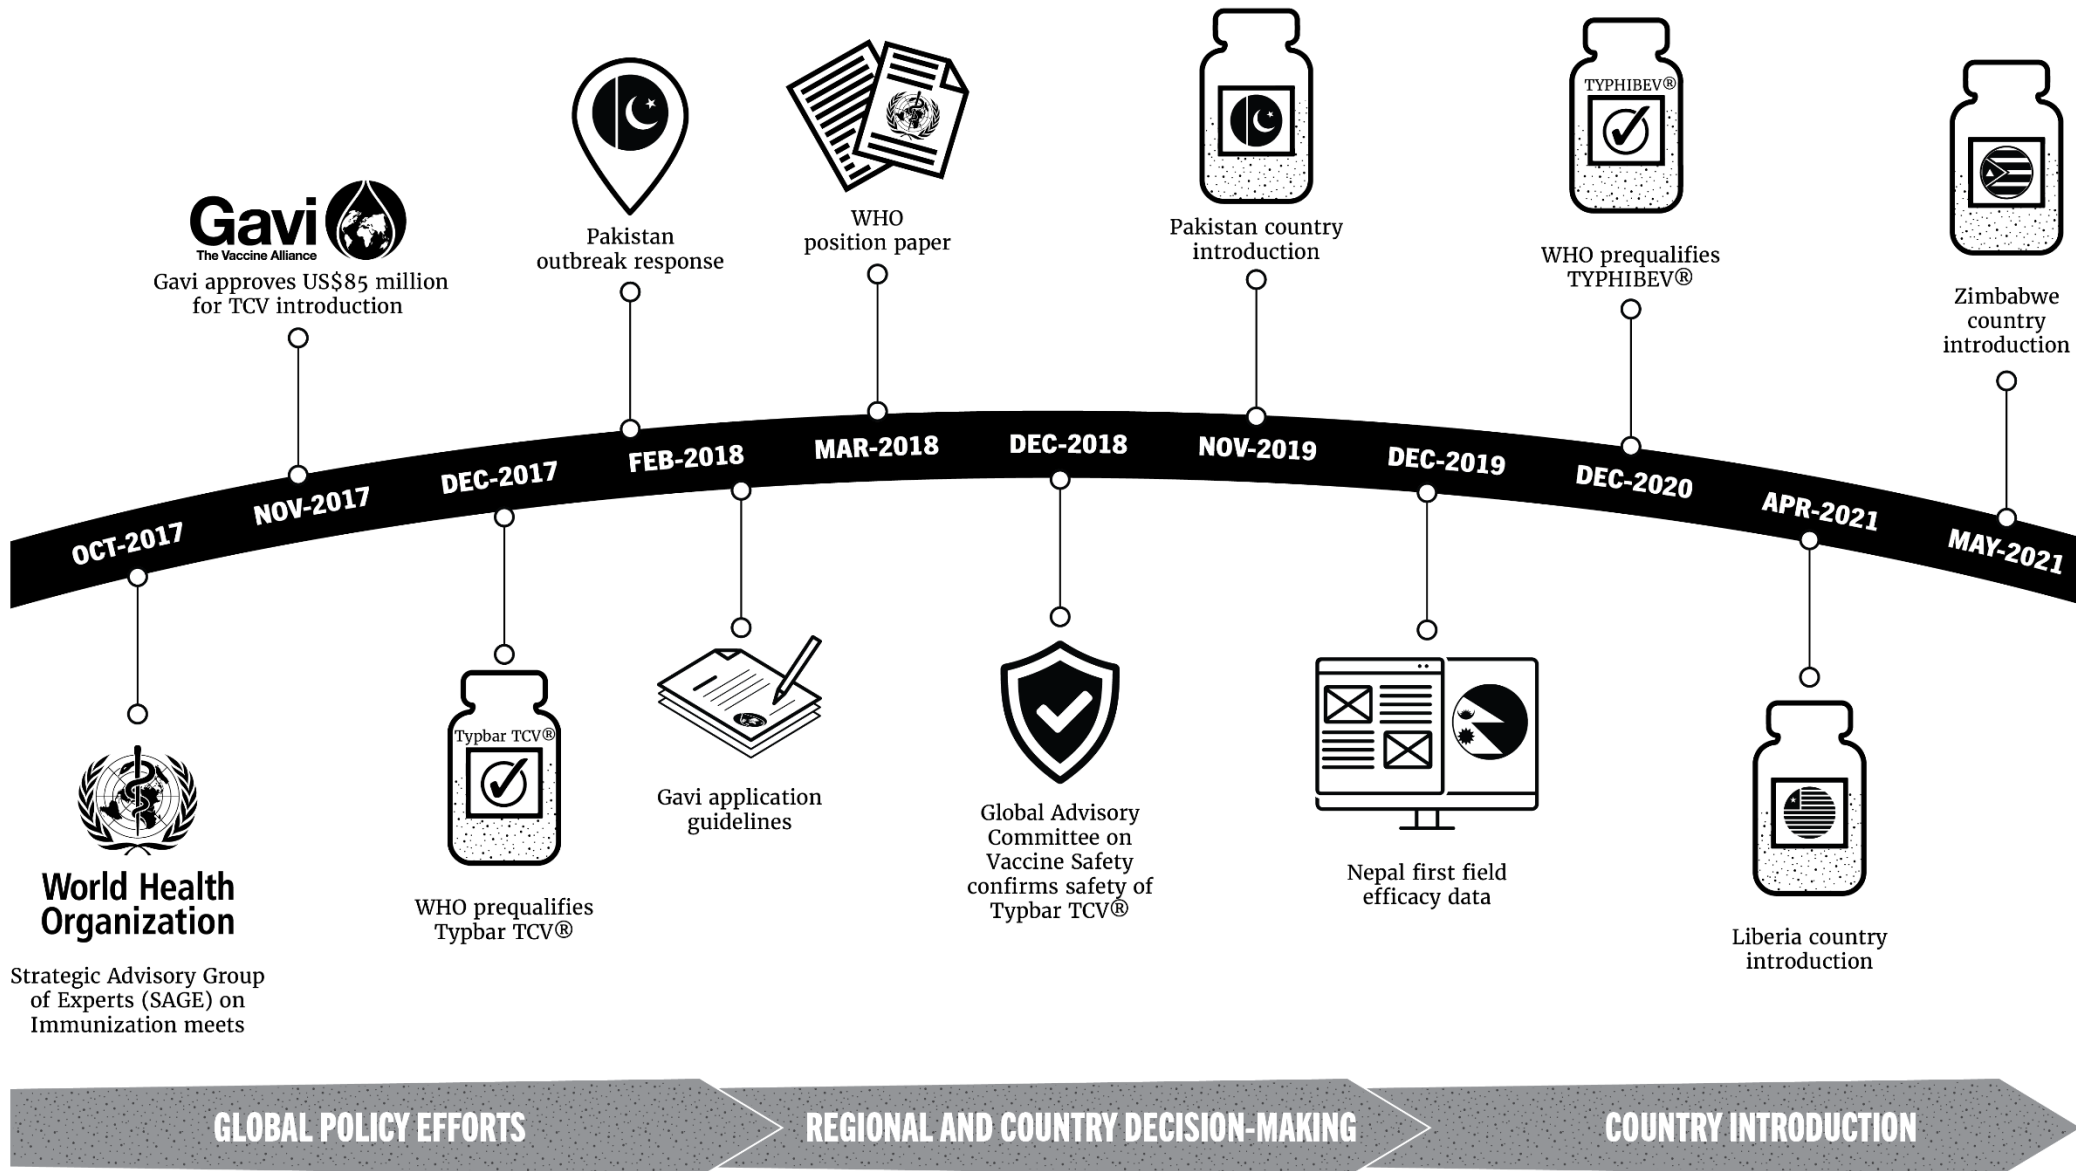 Gavi
The Vaccine Alliance
Gavi approves US$85 million
for TCV introduction
Pakistan
outbreak response
WHO
position paper
Pakistan country
introduction
TYPHIBEV®
WHO prequalifies
TYPHIBEV®
Zimbabwe
country
introduction
OCT-2017
NOV-2017
DEC-2017
FEB-2018
MAR-2018
DEC-2018
NOV-2019
DEC-2019
DEC-2020
APR-2021
MAY-2021
World Health
Organization
Strategic Advisory Group
of Experts (SAGE) on
Immunization meets
Typbar TCV®
WHO prequalifies
Typbar TCV®
Gavi application
guidelines
Global Advisory
Committee on
Vaccine Safety
confirms safety of
Typbar TCV®
Nepal first field
efficacy data
Liberia country
introduction
GLOBAL POLICY EFFORTS
REGIONAL AND COUNTRY DECISION-MAKING
COUNTRY INTRODUCTION